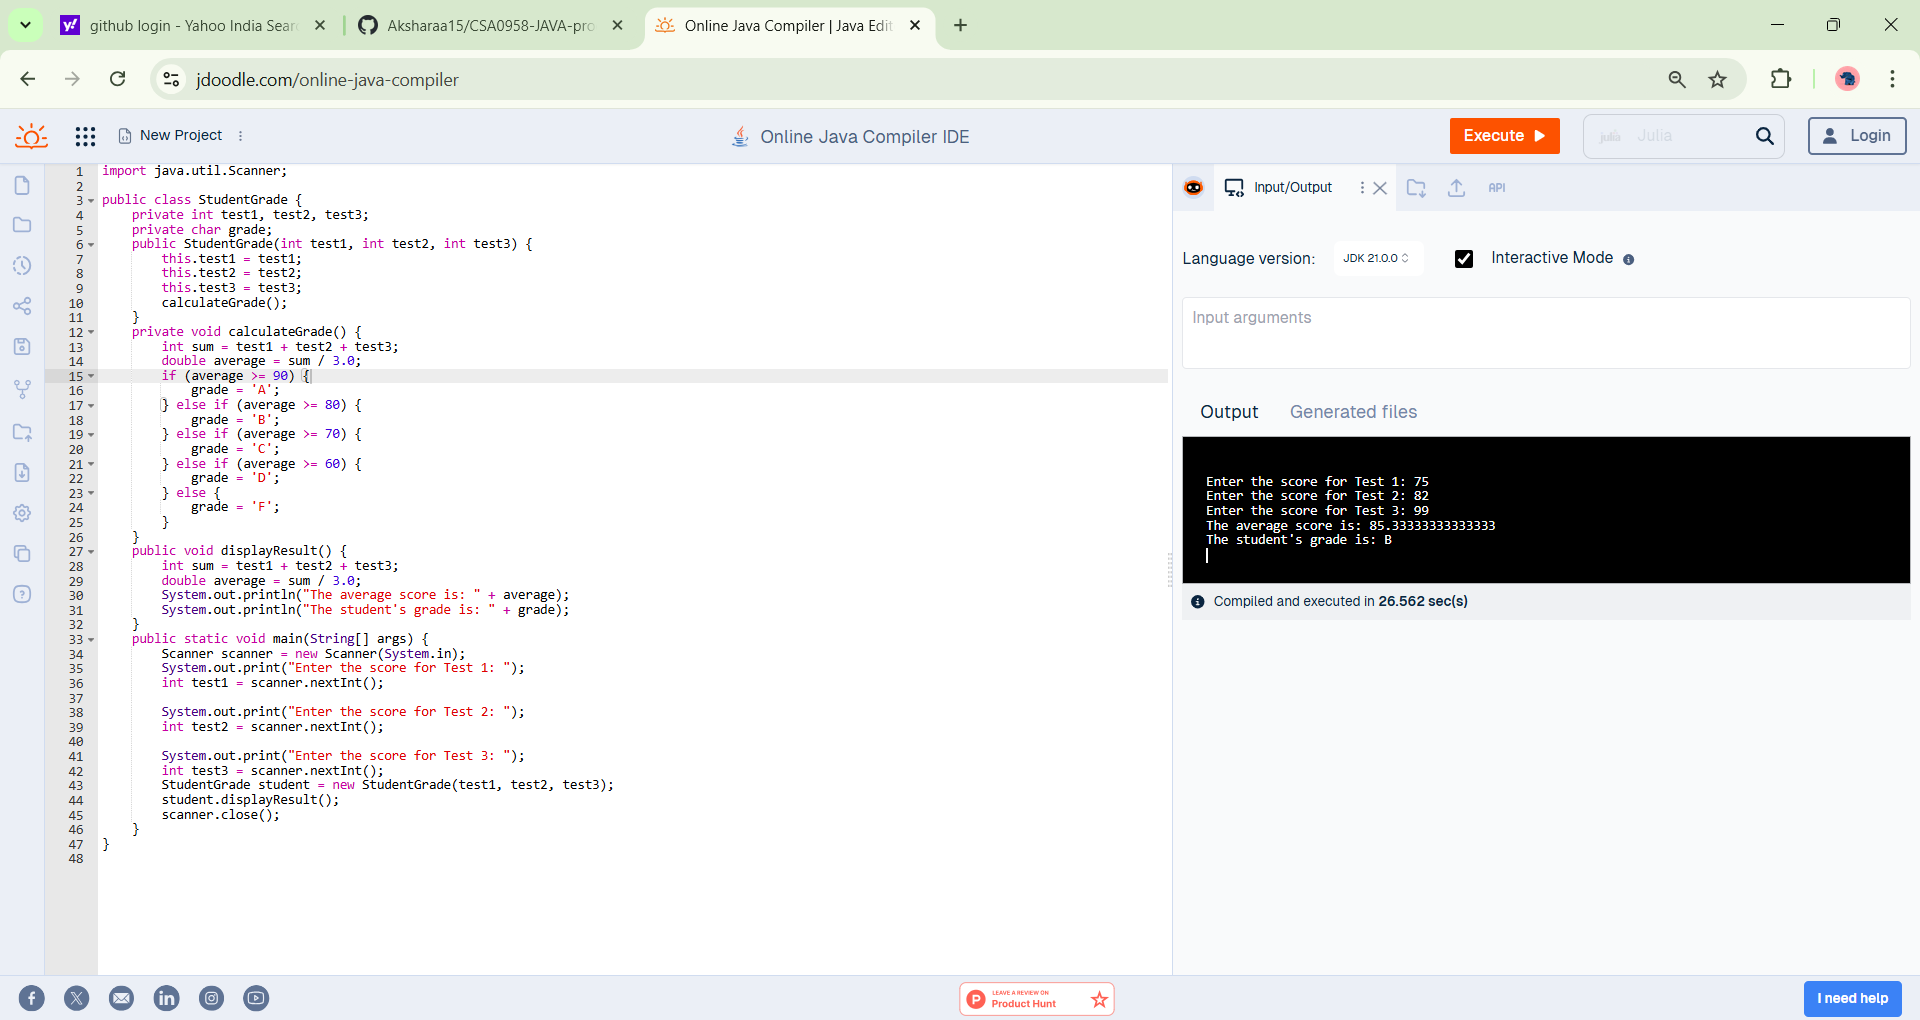 github login - Yahoo India Sear
Aksharaa15/CSA0958-JAVA-pro
Online Java Compiler | Java Edit
jdoodle.com/online-java-compiler
New Project
Online Java Compiler IDE
Execute
julia
Julia
Login
1 import java.util.Scanner;
2
3 public class StudentGrade {
4 private int test1, test2, test3;
5 private char grade;
6 public StudentGrade(int test1, int test2, int test3) {
7 this.test1 = test1;
8 this.test2 = test2;
9 this.test3 = test3;
10 calculateGrade();
11 }
12 private void calculateGrade() {
13 int sum = test1 + test2 + test3;
14 double average = sum / 3.0;
15 if (average >= 90) {
16 grade = 'A';
17 } else if (average >= 80) {
18 grade = 'B';
19 } else if (average >= 70) {
20 grade = 'C';
21 } else if (average >= 60) {
22 grade = 'D';
23 } else {
24 grade = 'F';
25 }
26 }
27 public void displayResult() {
28 int sum = test1 + test2 + test3;
29 double average = sum / 3.0;
30 System.out.println("The average score is: " + average);
31 System.out.println("The student's grade is: " + grade);
32 }
33 public static void main(String[] args) {
34 Scanner scanner = new Scanner(System.in);
35 System.out.print("Enter the score for Test 1: ");
36 int test1 = scanner.nextInt();
37
38 System.out.print("Enter the score for Test 2: ");
39 int test2 = scanner.nextInt();
40
41 System.out.print("Enter the score for Test 3: ");
42 int test3 = scanner.nextInt();
43 StudentGrade student = new StudentGrade(test1, test2, test3);
44 student.displayResult();
45 scanner.close();
46 }
47 }
48
Input/Output
API
Language version:
JDK 21.0.0
Interactive Mode
Input arguments
Output
Generated files
Enter the score for Test 1: 75
Enter the score for Test 2: 82
Enter the score for Test 3: 99
The average score is: 85.33333333333333
The student's grade is: B
Compiled and executed in 26.562 sec(s)
LEAVE A REVIEW ON
Product Hunt
I need help